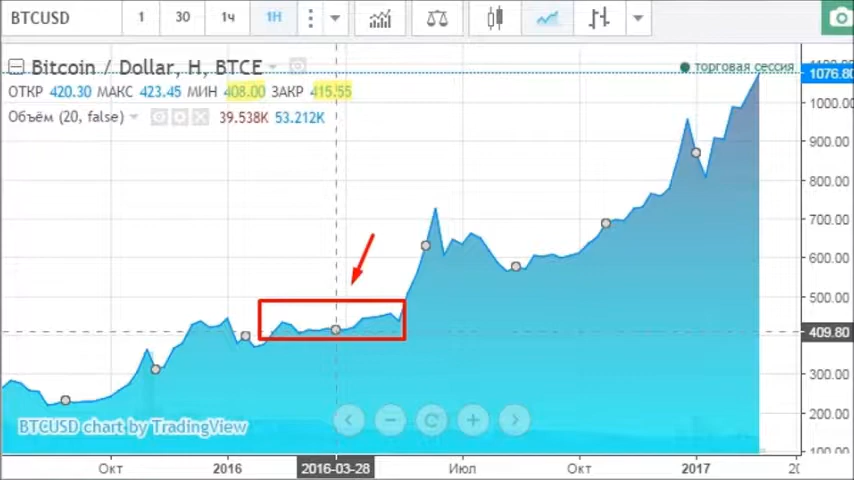 BTCUSD 1 30 1ч 1Н
Bitcoin / Dollar, Н, BTCE
торговая сессия
ОТКР 420.30 МАКС 423.45 МИН 408.00 ЗАКР 415.55
Объём (20, false) 39.538K 53.212K
1076.80
1000.00
900.00
800.00
700.00
600.00
500.00
409.80
300.00
200.00
100.00
BTCUSD chart by TradingView
Окт 2016 2016-03-28 Июл Окт 2017